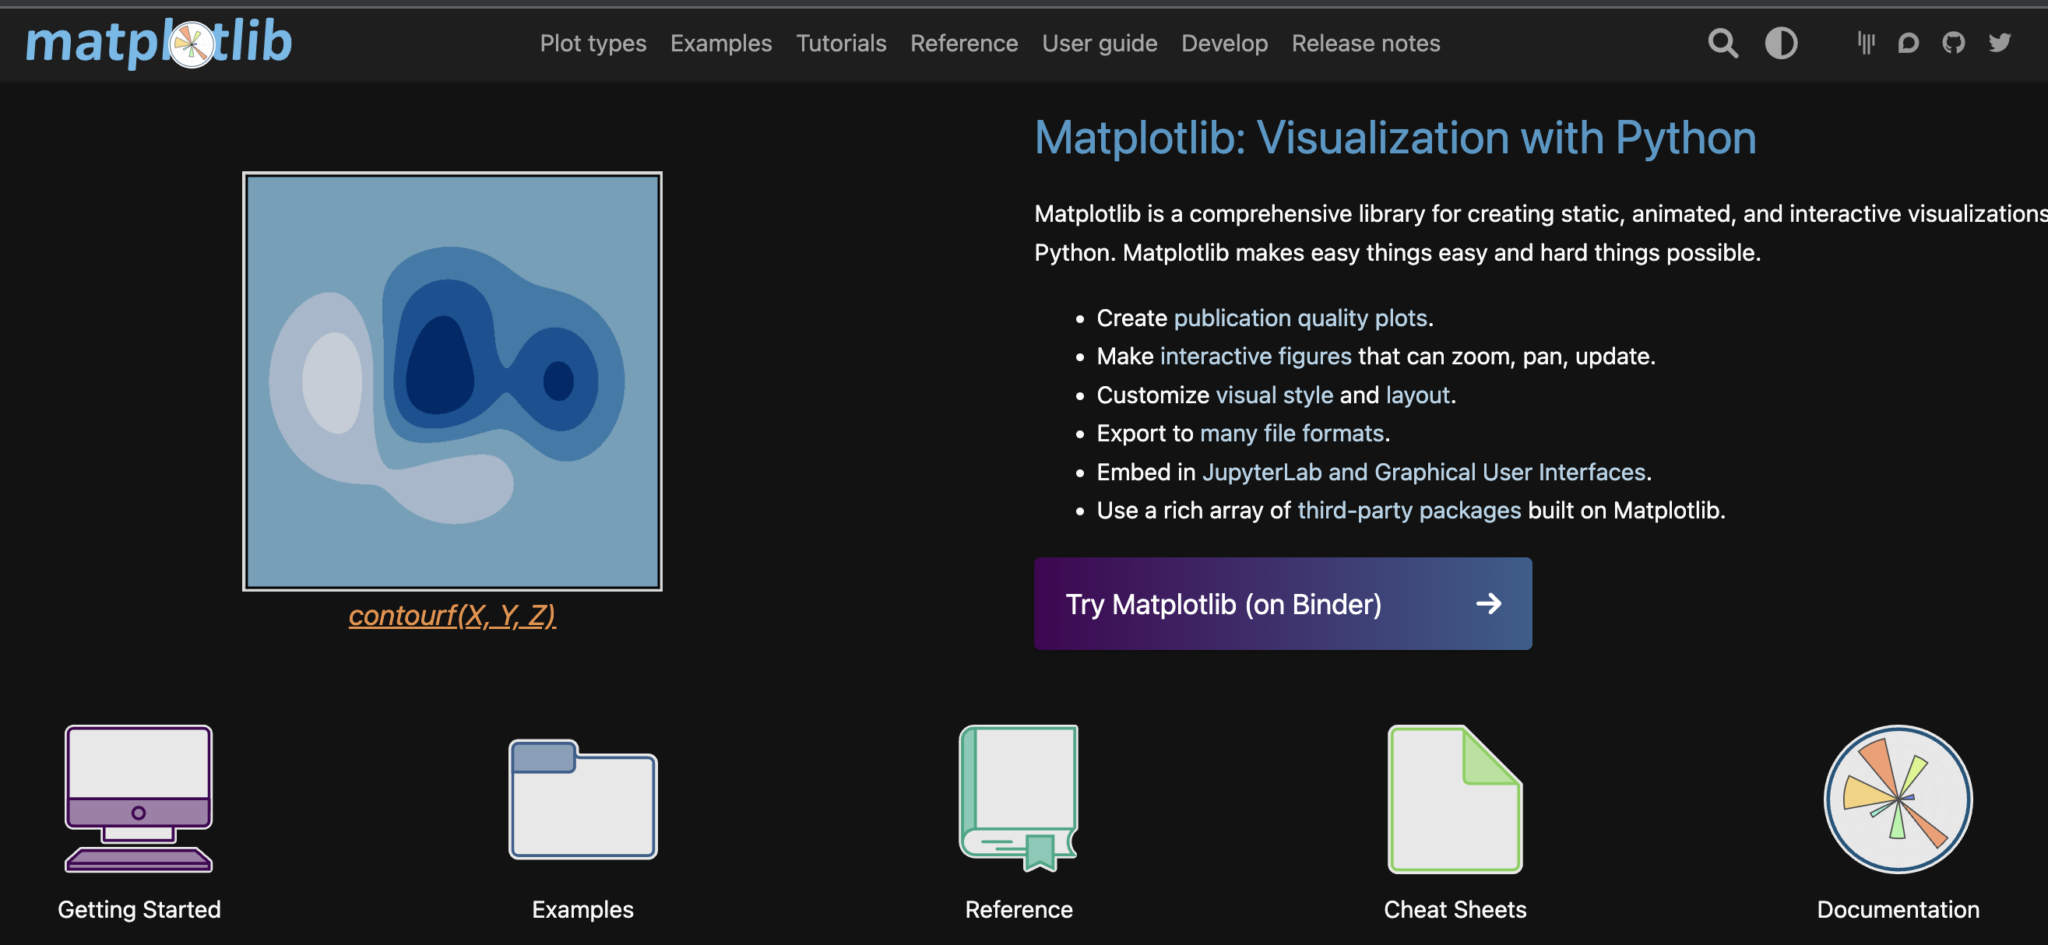 matplotlib
Plot types
Examples
Tutorials
Reference
User guide
Develop
Release notes
Matplotlib: Visualization with Python
Matplotlib is a comprehensive library for creating static, animated, and interactive visualizations
Python. Matplotlib makes easy things easy and hard things possible.
Create publication quality plots.
Make interactive figures that can zoom, pan, update.
Customize visual style and layout.
Export to many file formats.
Embed in JupyterLab and Graphical User Interfaces.
Use a rich array of third-party packages built on Matplotlib.
Try Matplotlib (on Binder)
contourf(X, Y, Z)
Getting Started
Examples
Reference
Cheat Sheets
Documentation